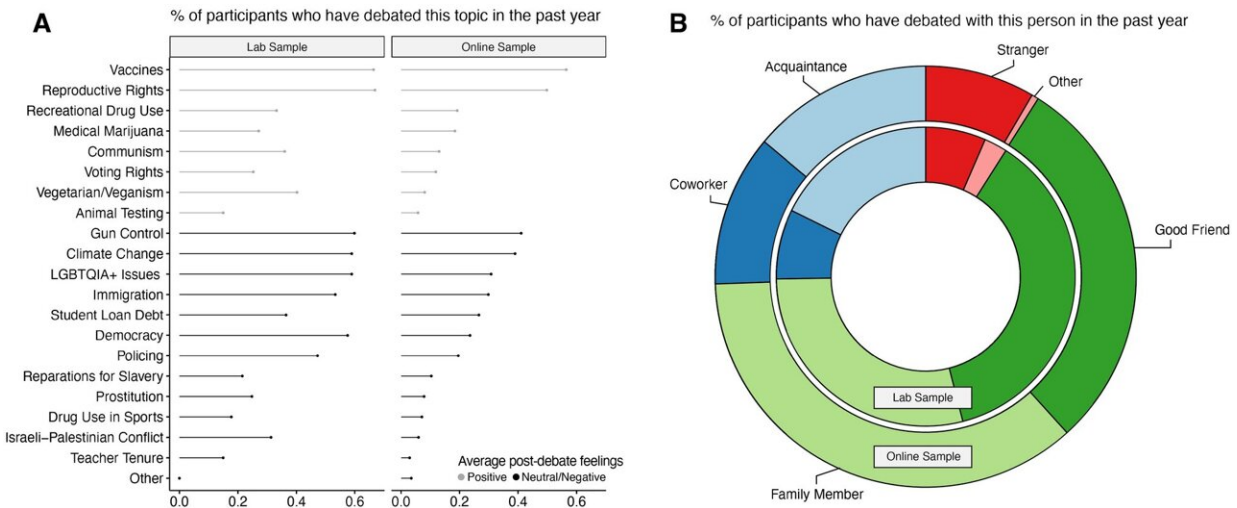 A
% of participants who have debated this topic in the past year
Lab Sample
Online Sample
Vaccines
Reproductive Rights
Recreational Drug Use
Medical Marijuana
Communism
Voting Rights
Vegetarian/Veganism
Animal Testing
Gun Control
Climate Change
LGBTQIA+ Issues
Immigration
Student Loan Debt
Democracy
Policing
Reparations for Slavery
Prostitution
Drug Use in Sports
Israeli−Palestinian Conflict
Teacher Tenure
Other
Average post-debate feelings
Positive Neutral/Negative
0.0 0.2 0.4 0.6
0.0 0.2 0.4 0.6
B
% of participants who have debated with this person in the past year
Stranger
Acquaintance
Other
Coworker
Good Friend
Lab Sample
Online Sample
Family Member